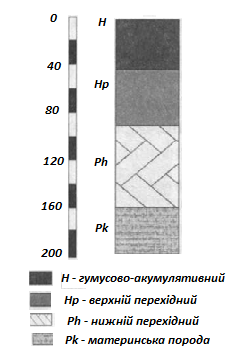 0
H
40
Hp
80
120
Ph
160
Pk
200
H - гумусово-акумулятивний
Hp - верхній перехідний
Ph - нижній перехідний
Pk - материнська порода